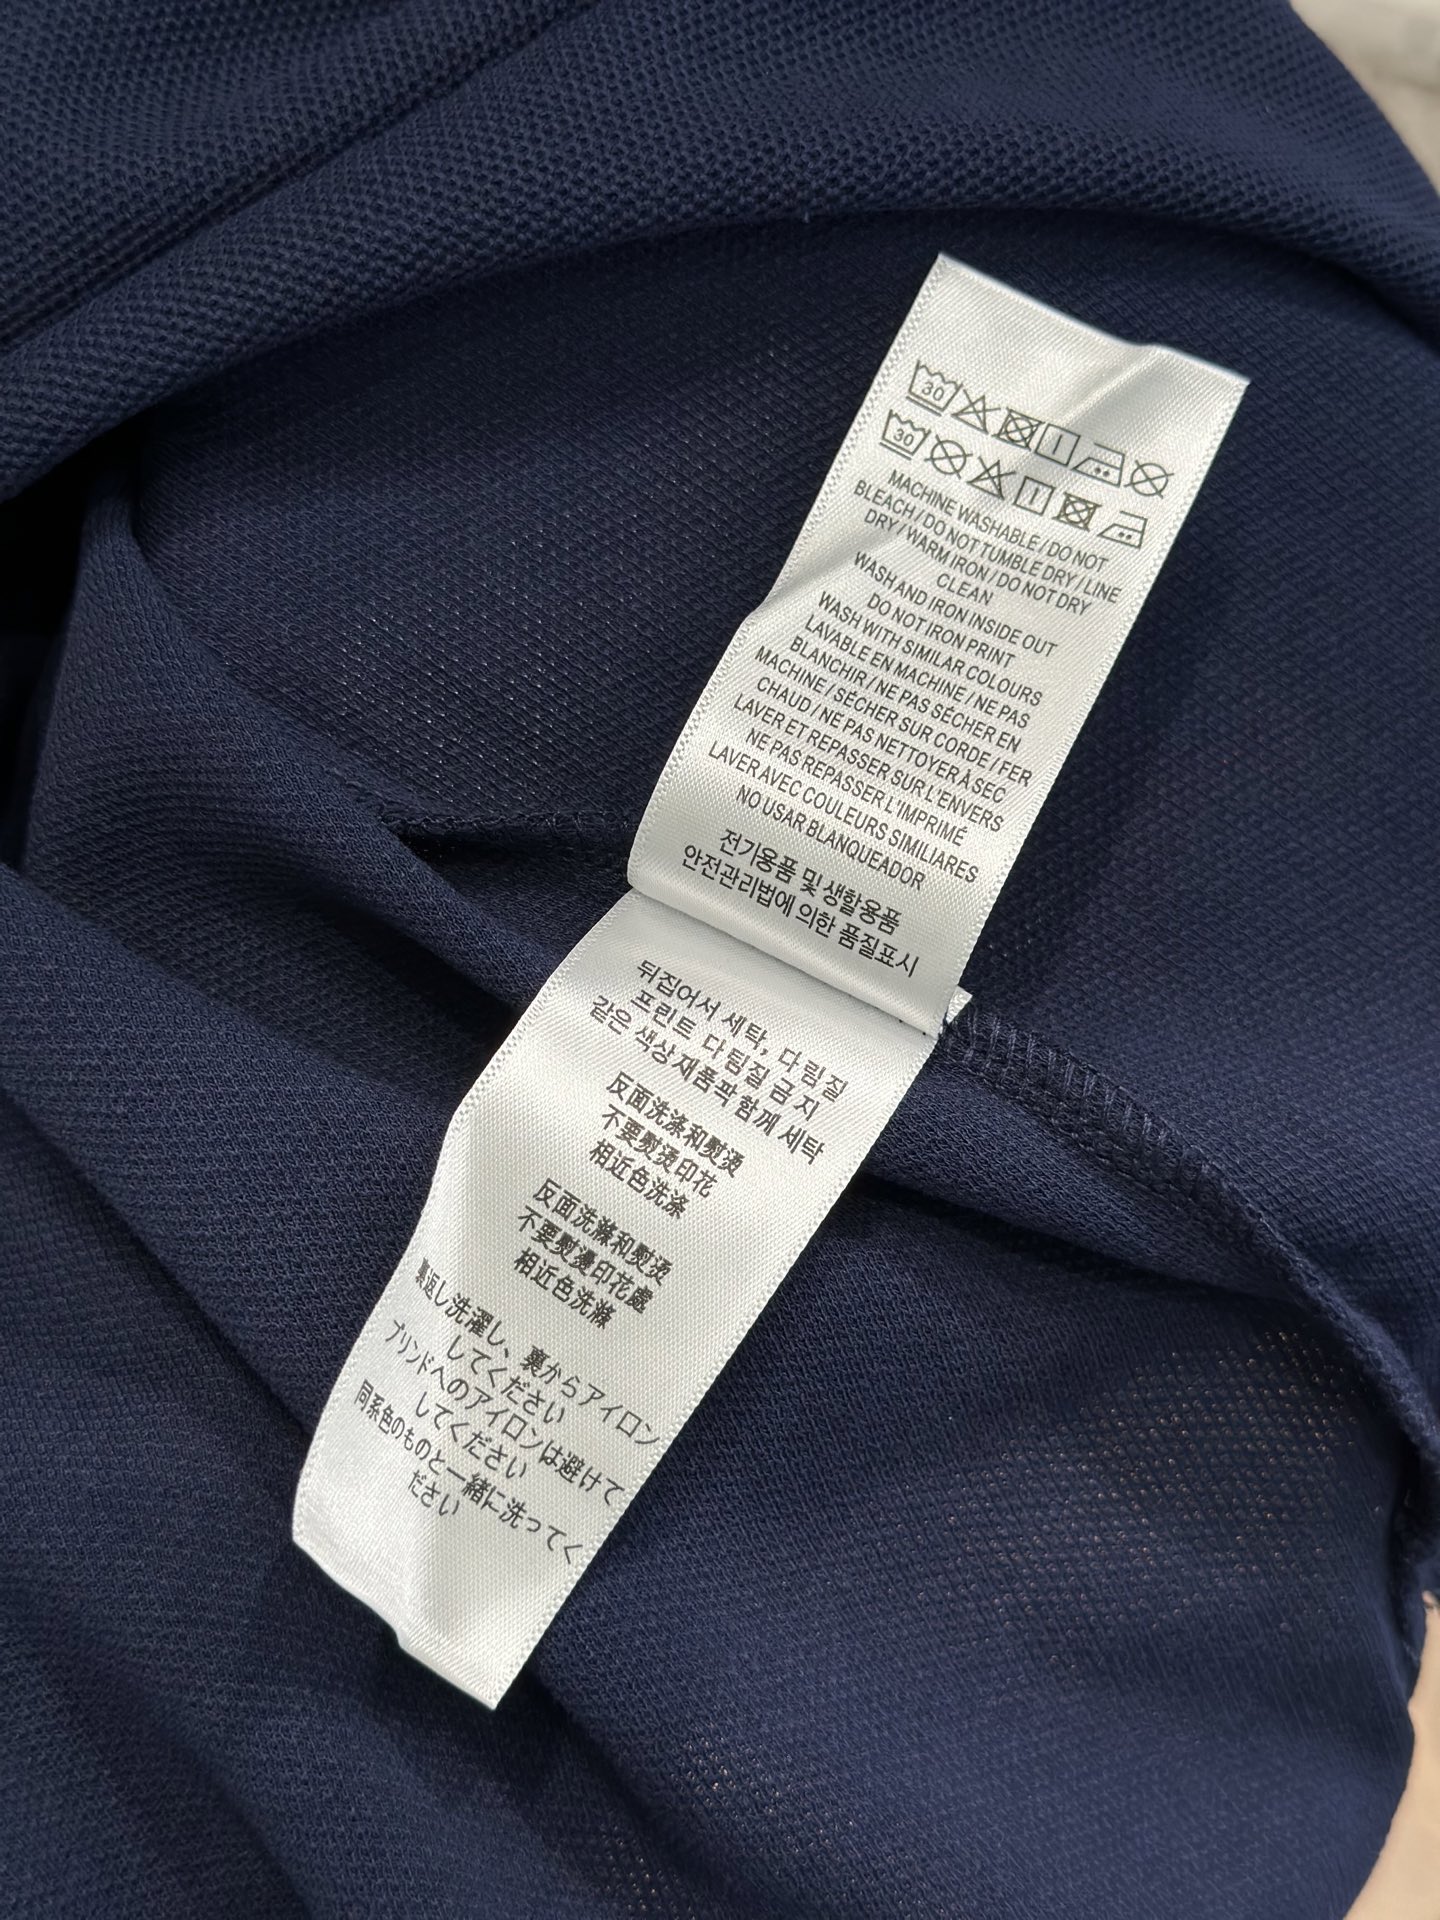 30
30
MACHINE WASHABLE / DO NOT
BLEACH / DO NOT TUMBLE DRY / LINE
DRY / WARM IRON / DO NOT DRY
CLEAN
WASH AND IRON INSIDE OUT
DO NOT IRON PRINT
WASH WITH SIMILAR COLOURS
LAVABLE EN MACHINE / NE PAS
BLANCHIR / NE PAS SÉCHER EN
MACHINE / SÉCHER SUR CORDE / FER
CHAUD / NE PAS NETTOYER À SEC
LAVER ET REPASSER SUR L'ENVERS
NE PAS REPASSER L'IMPRIMÉ
LAVER AVEC COULEURS SIMILIARES
NO USAR BLANQUEADOR
전기용품 및 생활용품
안전관리법에 의한 품질표시
뒤집어서 세탁, 다림질
프린트 다림질 금지
같은 색상제품팍 함께 세탁
反面洗涤和熨烫
不要熨烫印花
相近色洗涤
反面洗滌和熨烫
不要熨燙印花處
相近色洗滌
裏返し洗濯し、裏からアイロン
してください
プリンドへのアイロンは避けて
してください
同系色のものと一緒に洗ってく
ださい